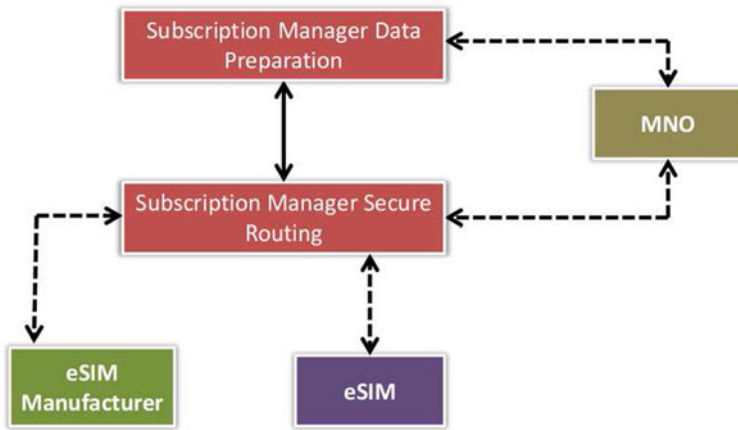 Subscription Manager Data
Preparation
MNO
Subscription Manager Secure
Routing
eSIM
Manufacturer
eSIM